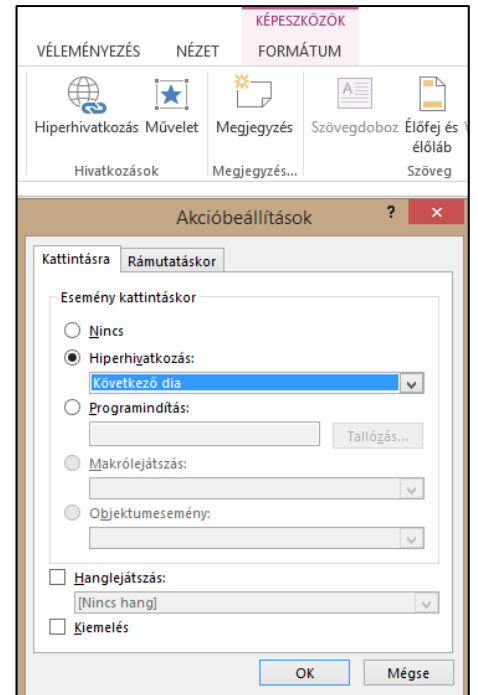 KÉPESZKÖZÖK
VÉLEMÉNYEZÉS NÉZET FORMÁTUM
Hiperhivatkozás Művelet Megjegyzés Szövegdoboz Élőfej és
élőláb
Hivatkozások Megjegyzés... Szöveg
Akcióbeállítások ?
Kattintásra Rámutatáskor
Esemény kattintáskor
Nincs
Hiperhivatkozás:
Következő dia
Programindítás:
Tallózás...
Makrólejátszás:
Objektumesemény:
Hanglejátszás:
[Nincs hang]
Kiemelés
OK Mégse